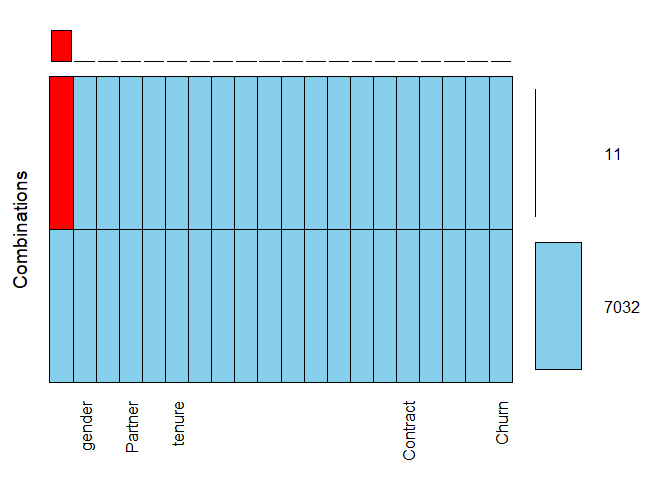 Combinations
11
7032
gender
Partner
tenure
Contract
Churn